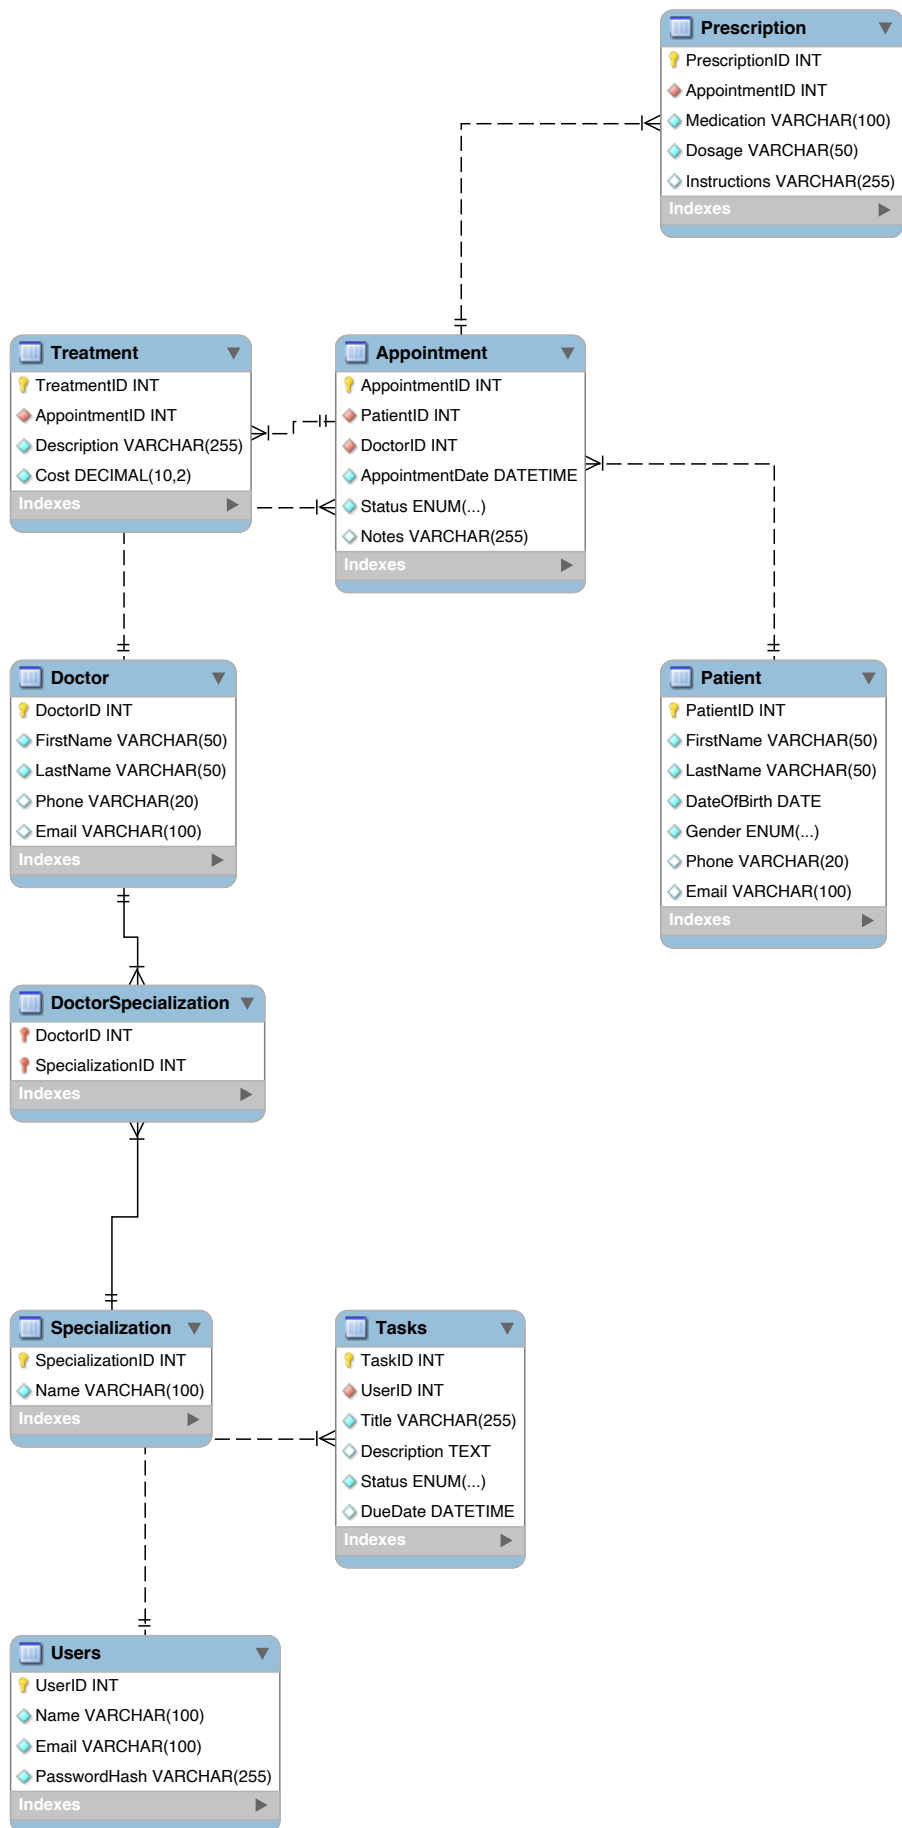 Prescription
PrescriptionID INT
AppointmentID INT
Medication VARCHAR(100)
Dosage VARCHAR(50)
Instructions VARCHAR(255)
Indexes
Treatment
TreatmentID INT
AppointmentID INT
Description VARCHAR(255)
Cost DECIMAL(10,2)
Indexes
Appointment
AppointmentID INT
PatientID INT
DoctorID INT
AppointmentDate DATETIME
Status ENUM(...)
Notes VARCHAR(255)
Indexes
Doctor
DoctorID INT
FirstName VARCHAR(50)
LastName VARCHAR(50)
Phone VARCHAR(20)
Email VARCHAR(100)
Indexes
Patient
PatientID INT
FirstName VARCHAR(50)
LastName VARCHAR(50)
DateOfBirth DATE
Gender ENUM(...)
Phone VARCHAR(20)
Email VARCHAR(100)
Indexes
DoctorSpecialization
DoctorID INT
SpecializationID INT
Indexes
Specialization
SpecializationID INT
Name VARCHAR(100)
Indexes
Tasks
TaskID INT
UserID INT
Title VARCHAR(255)
Description TEXT
Status ENUM(...)
DueDate DATETIME
Indexes
Users
UserID INT
Name VARCHAR(100)
Email VARCHAR(100)
PasswordHash VARCHAR(255)
Indexes